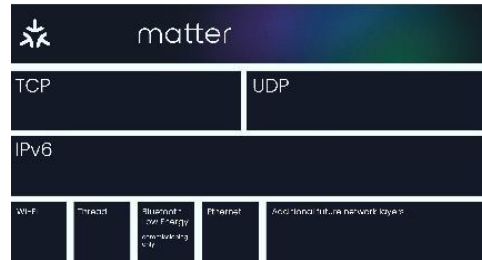 matter
TCP
UDP
IPv6
Wi-Fi
Thread
Bluetooth
Low Energy
commissioning
only
Ethernet
Additional future network layers